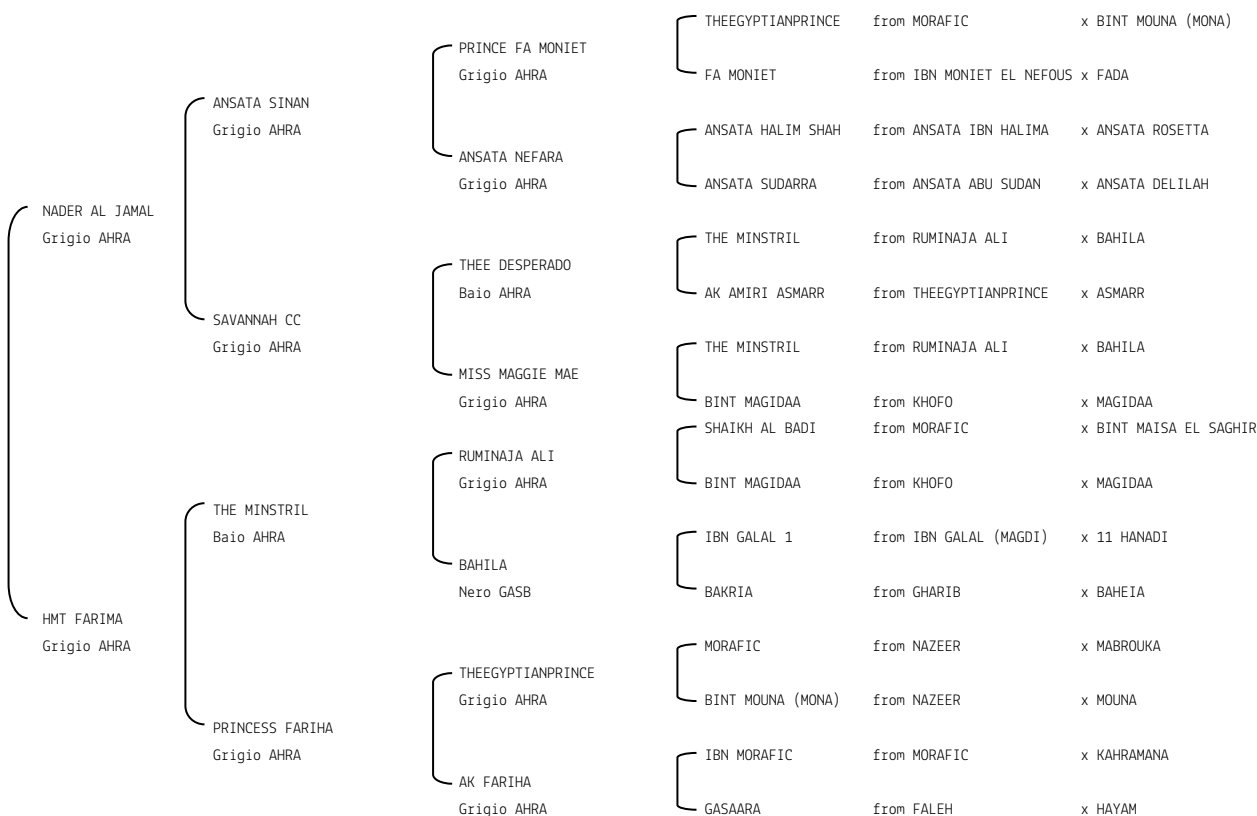 THEEGYPTIANPRINCE from MORAFIC x BINT MOUNA (MONA)
PRINCE FA MONIET
Grigio AHRA
FA MONIET from IBN MONIET EL NEFOUS x FADA
ANSATA SINAN
Grigio AHRA
ANSATA HALIM SHAH from ANSATA IBN HALIMA x ANSATA ROSETTA
ANSATA NEFARA
Grigio AHRA
ANSATA SUDARRA from ANSATA ABU SUDAN x ANSATA DELILAH
NADER AL JAMAL
Grigio AHRA
THE MINSTRIL from RUMINAJA ALI x BAHILA
THEE DESPERADO
Baio AHRA
AK AMIRI ASMARR from THEEGYPTIANPRINCE x ASMARR
SAVANNAH CC
Grigio AHRA
THE MINSTRIL from RUMINAJA ALI x BAHILA
MISS MAGGIE MAE
Grigio AHRA
BINT MAGIDAA from KHOFO x MAGIDAA
SHAIKH AL BADI from MORAFIC x BINT MAISA EL SAGHIR
RUMINAJA ALI
Grigio AHRA
BINT MAGIDAA from KHOFO x MAGIDAA
THE MINSTRIL
Baio AHRA
IBN GALAL 1 from IBN GALAL (MAGDI) x 11 HANADI
BAHILA
Nero GASB
BAKRIA from GHARIB x BAHEIA
HMT FARIMA
Grigio AHRA
MORAFIC from NAZEER x MABROUKA
THEEGYPTIANPRINCE
Grigio AHRA
BINT MOUNA (MONA) from NAZEER x MOUNA
PRINCESS FARIHA
Grigio AHRA
IBN MORAFIC from MORAFIC x KAHRAMANA
AK FARIHA
Grigio AHRA
GASAARA from FALEH x HAYAM